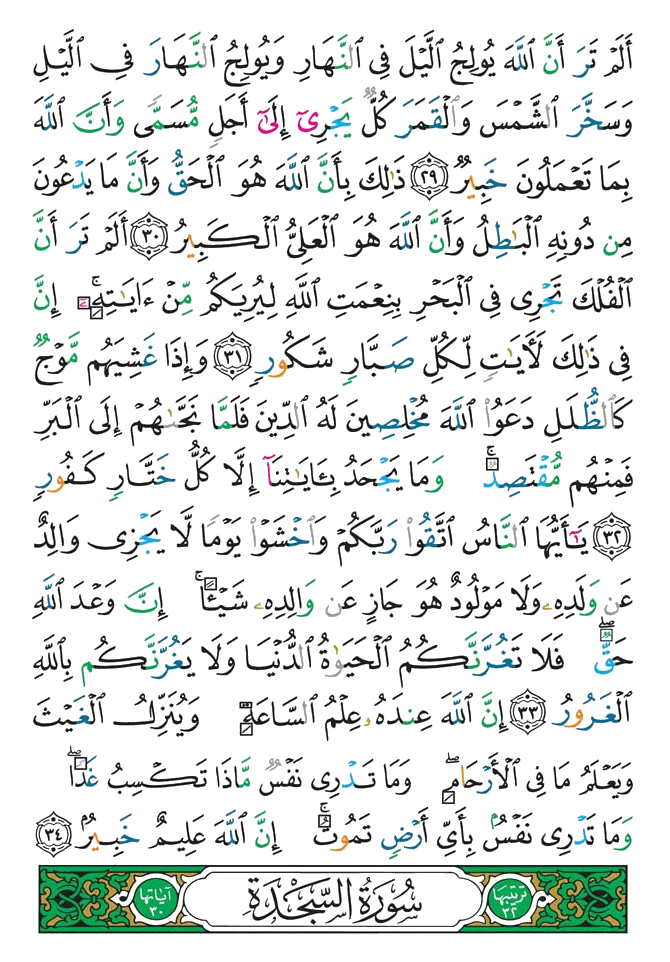 أَلَمْ تَرَ أَنَّ ٱللَّهَ يُولِجُ ٱلَّيْلَ فِى ٱلنَّهَارِ وَيُولِجُ ٱلنَّهَارَ فِى ٱلَّيْلِ
وَسَخَّرَ ٱلشَّمْسَ وَٱلْقَمَرَ كُلٌّ يَجْرِىٓ إِلَىٰٓ أَجَلٍ مُّسَمًّى وَأَنَّ ٱللَّهَ
بِمَا تَعْمَلُونَ خَبِيرٌ ٢٩ ذَٰلِكَ بِأَنَّ ٱللَّهَ هُوَ ٱلْحَقُّ وَأَنَّ مَا يَدْعُونَ
مِن دُونِهِ ٱلْبَٰطِلُ وَأَنَّ ٱللَّهَ هُوَ ٱلْعَلِىُّ ٱلْكَبِيرُ ٣٠ أَلَمْ تَرَ أَنَّ
ٱلْفُلْكَ تَجْرِى فِى ٱلْبَحْرِ بِنِعْمَتِ ٱللَّهِ لِيُرِيَكُم مِّنْ ءَايَٰتِهِۦٓۚ إِنَّ
فِى ذَٰلِكَ لَءَايَٰتٍ لِّكُلِّ صَبَّارٍ شَكُورٍ ٣١ وَإِذَا غَشِيَهُم مَّوْجٌ
كَٱلظُّلَلِ دَعَوُا۟ ٱللَّهَ مُخْلِصِينَ لَهُ ٱلدِّينَ فَلَمَّا نَجَّىٰهُمْ إِلَى ٱلْبَرِّ
فَمِنْهُم مُّقْتَصِدٌۚ وَمَا يَجْحَدُ بِـَٔايَٰتِنَآ إِلَّا كُلُّ خَتَّارٍ كَفُورٍ
٣٢ يَٰٓأَيُّهَا ٱلنَّاسُ ٱتَّقُوا۟ رَبَّكُمْ وَٱخْشَوْا۟ يَوْمًا لَّا يَجْزِى وَالِدٌ
عَن وَلَدِهِۦ وَلَا مَوْلُودٌ هُوَ جَازٍ عَن وَالِدِهِۦ شَيْـًٔاۚ إِنَّ وَعْدَ ٱللَّهِ
حَقٌّۖ فَلَا تَغُرَّنَّكُمُ ٱلْحَيَوٰةُ ٱلدُّنْيَا وَلَا يَغُرَّنَّكُم بِٱللَّهِ
ٱلْغَرُورُ ٣٣ إِنَّ ٱللَّهَ عِندَهُۥ عِلْمُ ٱلسَّاعَةِ وَيُنَزِّلُ ٱلْغَيْثَ
وَيَعْلَمُ مَا فِى ٱلْأَرْحَامِۖ وَمَا تَدْرِى نَفْسٌ مَّاذَا تَكْسِبُ غَدًاۖ
وَمَا تَدْرِى نَفْسٌۢ بِأَىِّ أَرْضٍ تَمُوتُۚ إِنَّ ٱللَّهَ عَلِيمٌ خَبِيرٌۢ ٣٤
ترتيبها ٣٢ سُورَةُ السَّجْدَةِ آياتها ٣٠